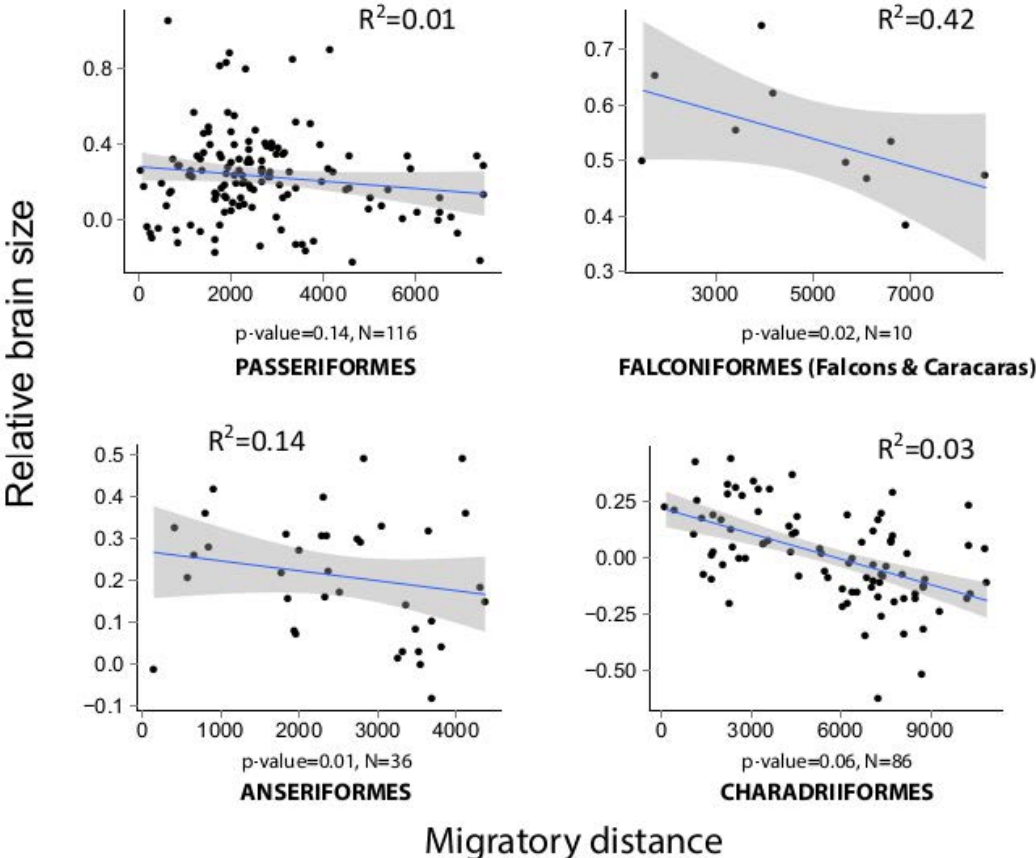 Relative brain size
R²=0.01
0.8
0.4
0.0
0 2000 4000 6000
p-value=0.14, N=116
PASSERIFORMES
R²=0.42
0.7
0.6
0.5
0.4
0.3
3000 5000 7000
p-value=0.02, N=10
FALCONIFORMES (Falcons & Caracaras)
R²=0.14
0.5
0.4
0.3
0.2
0.1
0.0
−0.1
0 1000 2000 3000 4000
p-value=0.01, N=36
ANSERIFORMES
R²=0.03
0.25
0.00
−0.25
−0.50
0 3000 6000 9000
p-value=0.06, N=86
CHARADRIIFORMES
Migratory distance